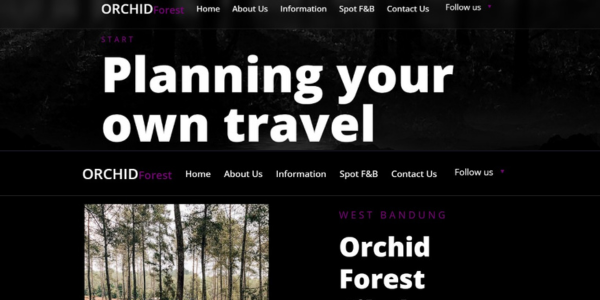 ORCHIDForest Home About Us Information Spot F&B Contact Us Follow us
START
Planning your
own travel
ORCHIDForest Home About Us Information Spot F&B Contact Us Follow us
WEST BANDUNG
Orchid
Forest